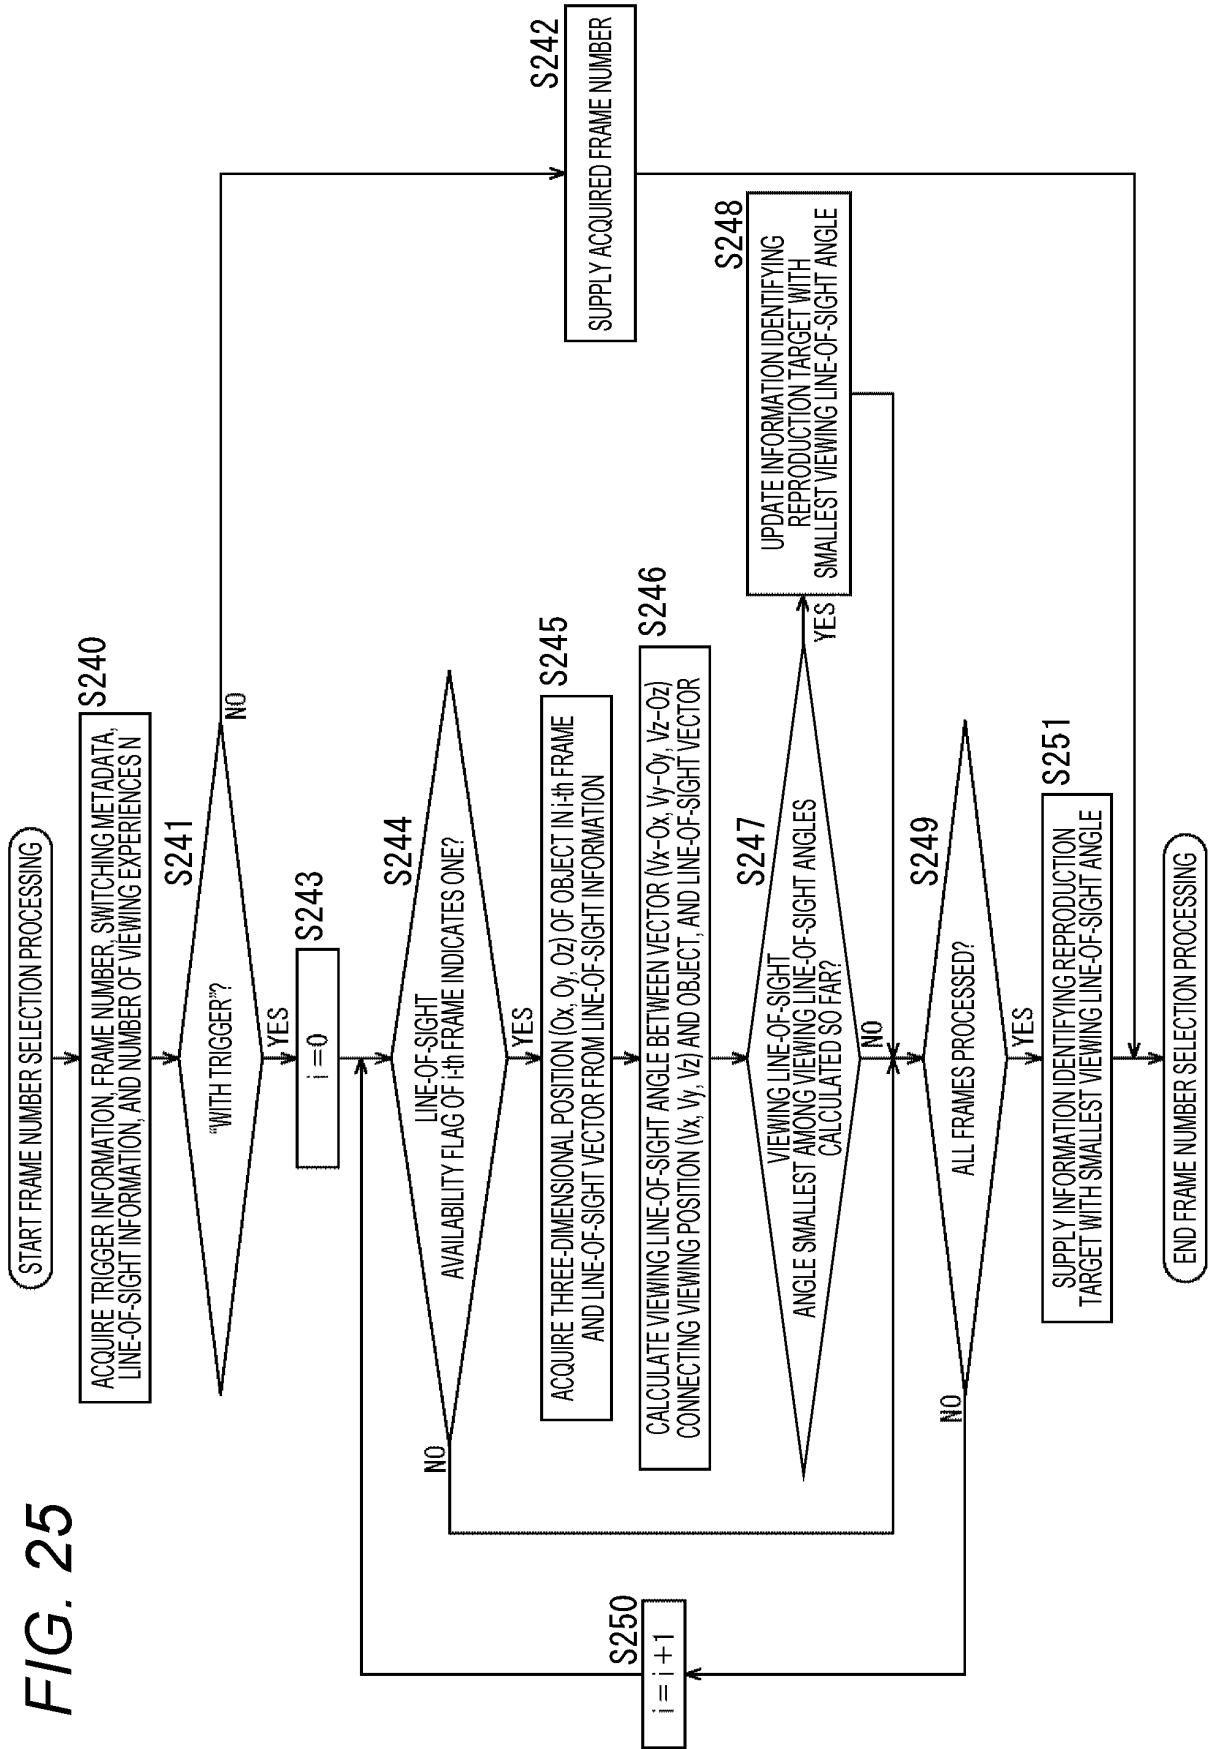 FIG. 25
START FRAME NUMBER SELECTION PROCESSING
S240
ACQUIRE TRIGGER INFORMATION, FRAME NUMBER, SWITCHING METADATA,
LINE-OF-SIGHT INFORMATION, AND NUMBER OF VIEWING EXPERIENCES N
S241
“WITH TRIGGER”?
NO
YES
S242
SUPPLY ACQUIRED FRAME NUMBER
S243
i=0
S244
LINE-OF-SIGHT
AVAILABILITY FLAG OF i-th FRAME INDICATES ONE?
NO
YES
S245
ACQUIRE THREE-DIMENSIONAL POSITION (Ox, Oy, Oz) OF OBJECT IN i-th FRAME
AND LINE-OF-SIGHT VECTOR FROM LINE-OF-SIGHT INFORMATION
S246
CALCULATE VIEWING LINE-OF-SIGHT ANGLE BETWEEN VECTOR (Vx-Ox, Vy-Oy, Vz-Oz)
CONNECTING VIEWING POSITION (Vx, Vy, Vz) AND OBJECT, AND LINE-OF-SIGHT VECTOR
S247
VIEWING LINE-OF-SIGHT
ANGLE SMALLEST AMONG VIEWING LINE-OF-SIGHT ANGLES
CALCULATED SO FAR?
YES
NO
S248
UPDATE INFORMATION IDENTIFYING
REPRODUCTION TARGET WITH
SMALLEST VIEWING LINE-OF-SIGHT ANGLE
S249
ALL FRAMES PROCESSED?
NO
YES
S250
i=i+1
S251
SUPPLY INFORMATION IDENTIFYING REPRODUCTION
TARGET WITH SMALLEST VIEWING LINE-OF-SIGHT ANGLE
END FRAME NUMBER SELECTION PROCESSING